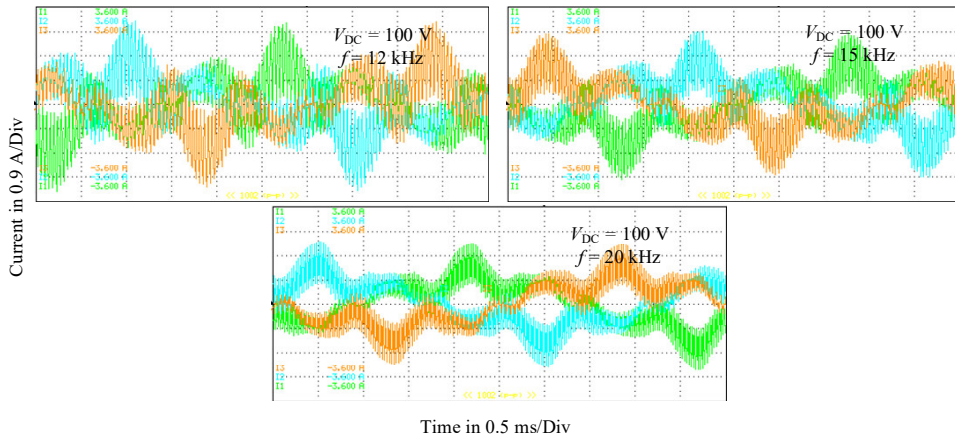 I1 3.600 A
I2 3.600 A
I3 3.600 A
V_DC = 100 V
f = 12 kHz
I3 -3.600 A
I2 -3.600 A
I1 -3.600 A
I1 3.600 A
I2 3.600 A
I3 3.600 A
V_DC = 100 V
f = 15 kHz
I3 -3.600 A
I2 -3.600 A
I1 -3.600 A
Current in 0.9 A/Div
I1 3.600 A
I2 3.600 A
I3 3.600 A
V_DC = 100 V
f = 20 kHz
I3 -3.600 A
I2 -3.600 A
I1 -3.600 A
Time in 0.5 ms/Div